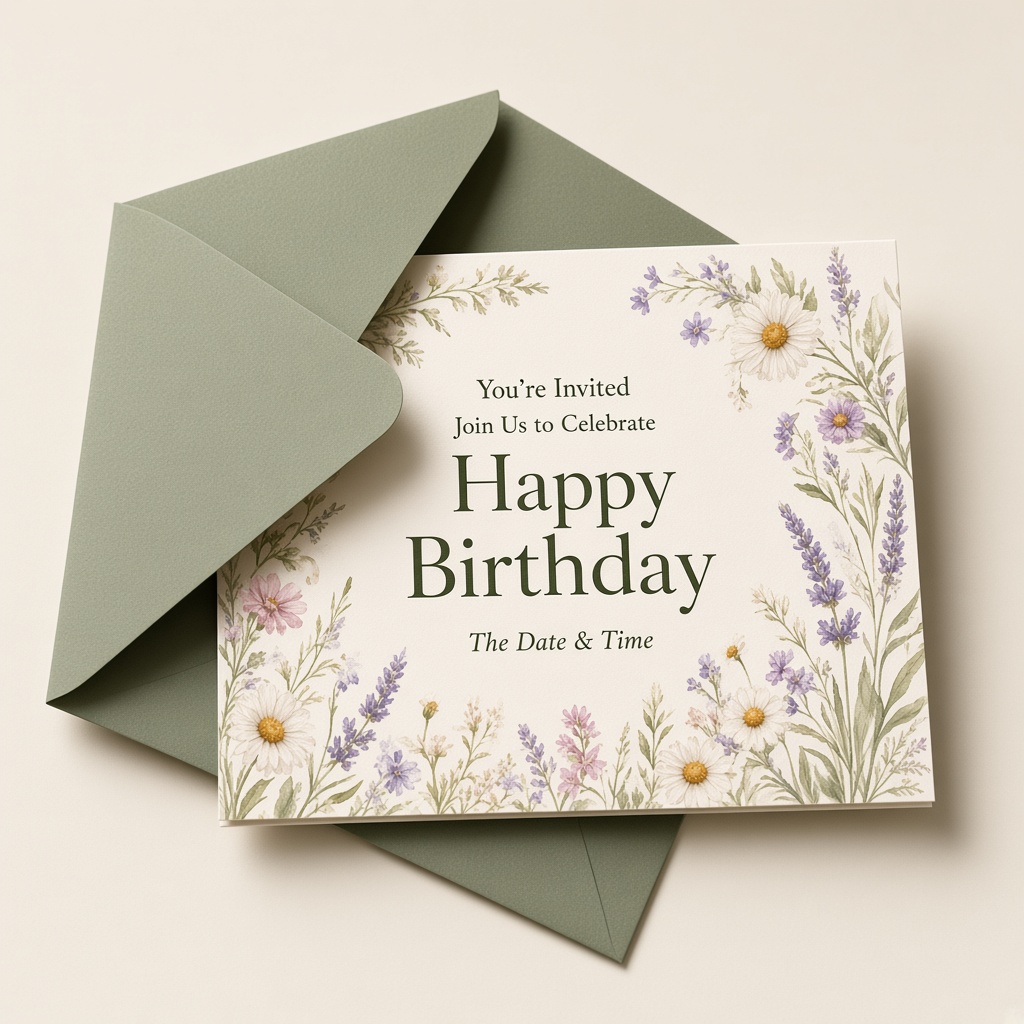 You're Invited
Join Us to Celebrate
Happy
Birthday
The Date & Time